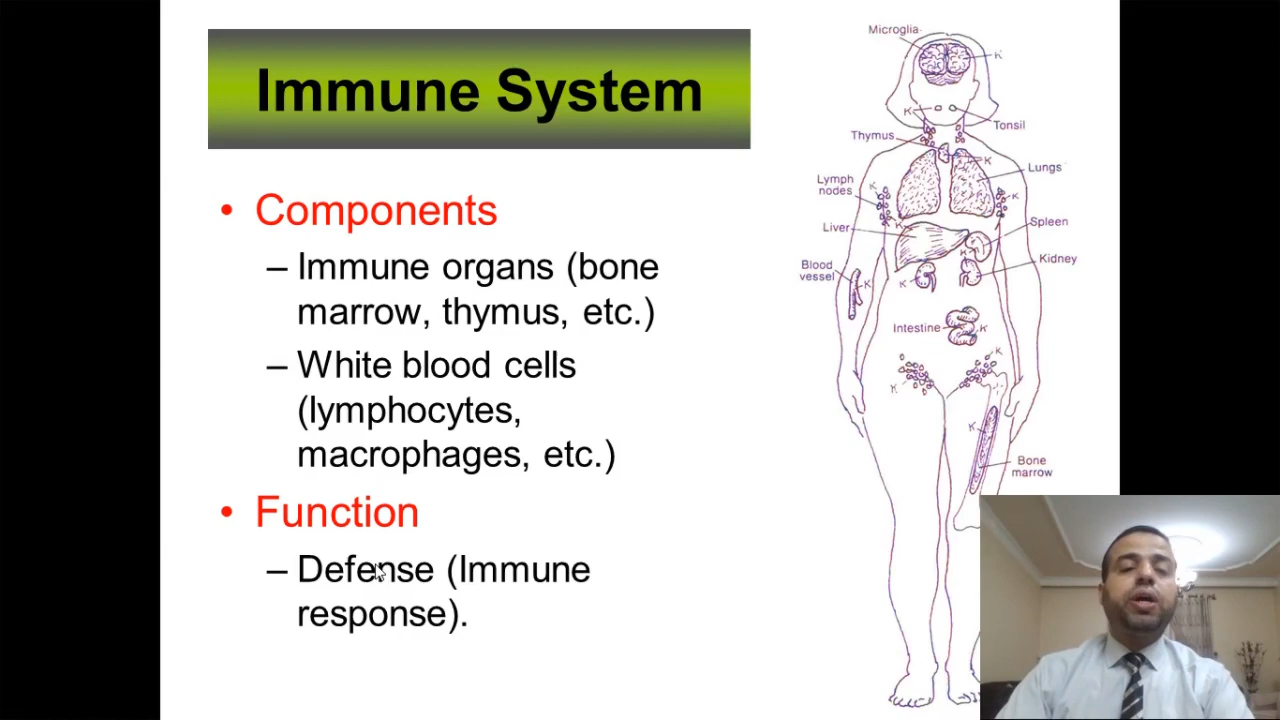 Immune System
• Components
– Immune organs (bone
marrow, thymus, etc.)
– White blood cells
(lymphocytes,
macrophages, etc.)
• Function
– Defense (Immune
response).
Microglia
K
K
Tonsil
Thymus
K
Lungs
Lymph
nodes
K
K
K
Liver
Spleen
K
Blood
vessel
K
K
Kidney
Intestine
K
K
K
K
Bone
marrow